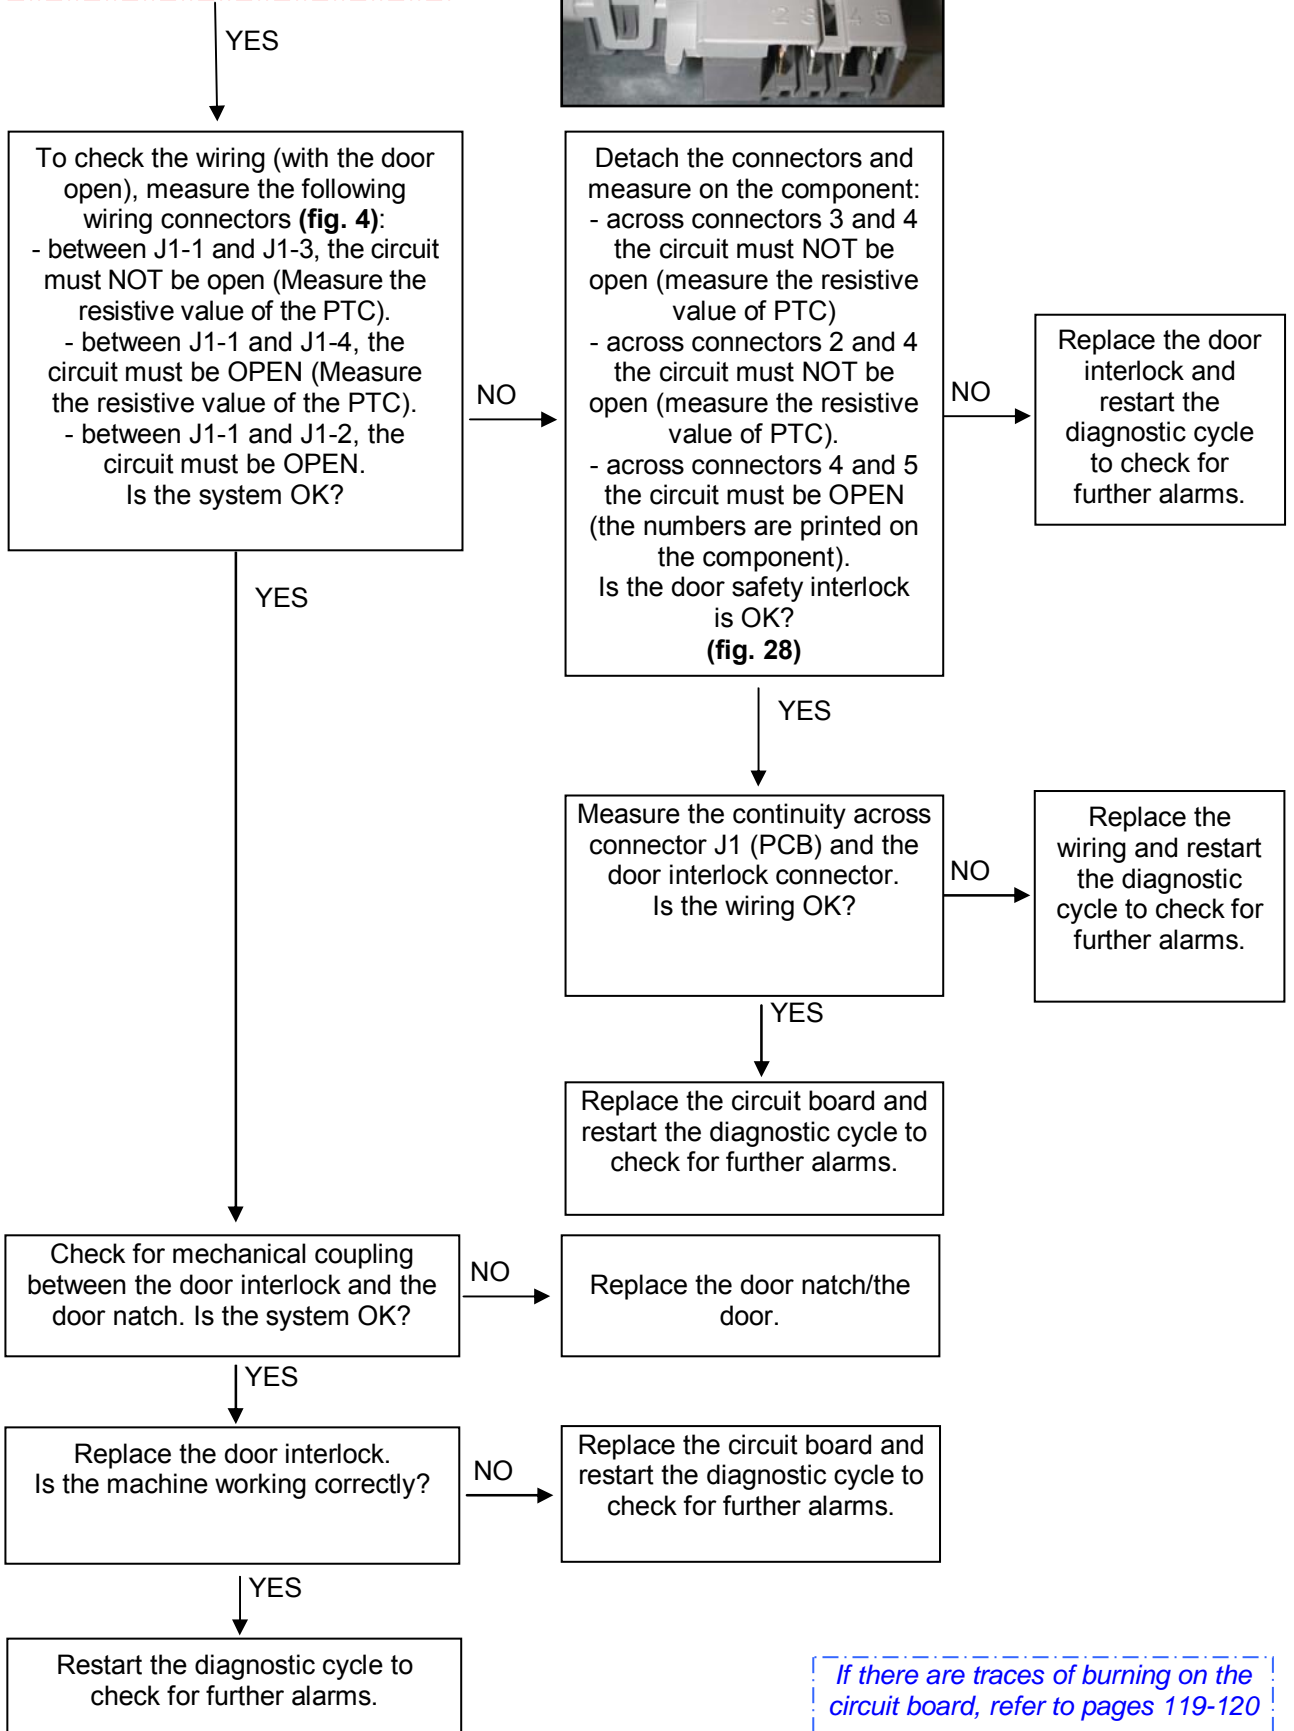 2 3 4 5
YES
To check the wiring (with the door
open), measure the following
wiring connectors (fig. 4):
- between J1-1 and J1-3, the circuit
must NOT be open (Measure the
resistive value of the PTC).
- between J1-1 and J1-4, the
circuit must be OPEN (Measure
the resistive value of the PTC).
- between J1-1 and J1-2, the
circuit must be OPEN.
Is the system OK?
NO
Detach the connectors and
measure on the component:
- across connectors 3 and 4
the circuit must NOT be
open (measure the resistive
value of PTC)
- across connectors 2 and 4
the circuit must NOT be
open (measure the resistive
value of PTC).
- across connectors 4 and 5
the circuit must be OPEN
(the numbers are printed on
the component).
Is the door safety interlock
is OK?
(fig. 28)
NO
Replace the door
interlock and
restart the
diagnostic cycle
to check for
further alarms.
YES
YES
Measure the continuity across
connector J1 (PCB) and the
door interlock connector.
Is the wiring OK?
NO
Replace the
wiring and restart
the diagnostic
cycle to check for
further alarms.
YES
Replace the circuit board and
restart the diagnostic cycle to
check for further alarms.
Check for mechanical coupling
between the door interlock and the
door natch. Is the system OK?
NO
Replace the door natch/the
door.
YES
Replace the door interlock.
Is the machine working correctly?
NO
Replace the circuit board and
restart the diagnostic cycle to
check for further alarms.
YES
Restart the diagnostic cycle to
check for further alarms.
If there are traces of burning on the
circuit board, refer to pages 119-120